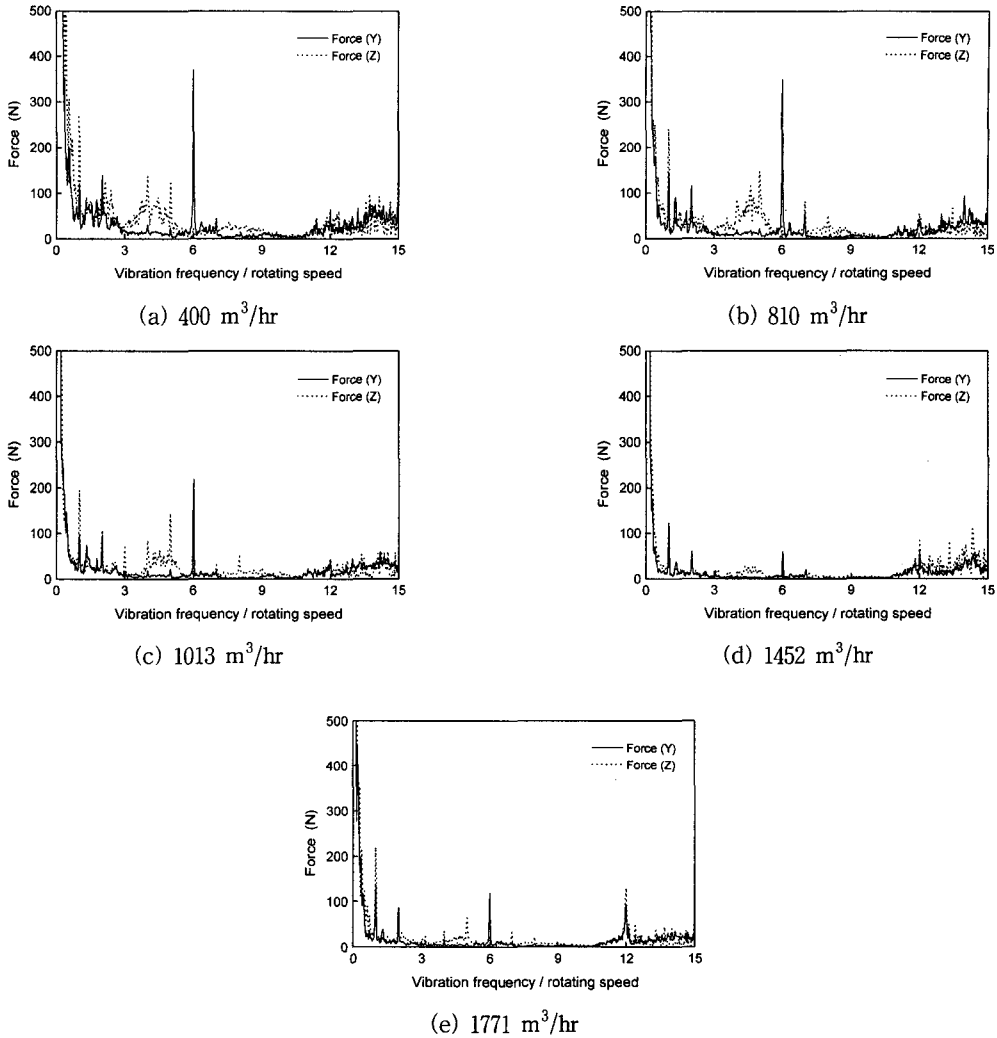 500
400
300
200
100
0
Force (N)
Force (Y)
Force (Z)
0 3 6 9 12 15
Vibration frequency / rotating speed
(a) 400 m³/hr
500
400
300
200
100
0
Force (N)
Force (Y)
Force (Z)
0 3 6 9 12 15
Vibration frequency / rotating speed
(b) 810 m³/hr
500
400
300
200
100
0
Force (N)
Force (Y)
Force (Z)
0 3 6 9 12 15
Vibration frequency / rotating speed
(c) 1013 m³/hr
500
400
300
200
100
0
Force (N)
Force (Y)
Force (Z)
0 3 6 9 12 15
Vibration frequency / rotating speed
(d) 1452 m³/hr
500
400
300
200
100
0
Force (N)
Force (Y)
Force (Z)
0 3 6 9 12 15
Vibration frequency / rotating speed
(e) 1771 m³/hr